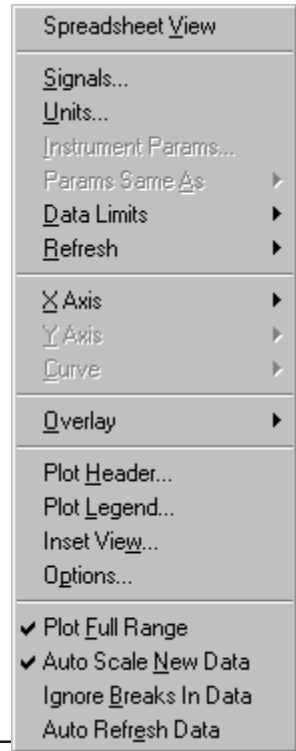 Spreadsheet View
Signals...
Units...
Instrument Params...
Params Same As
Data Limits
Refresh
X Axis
Y Axis
Curve
Overlay
Plot Header...
Plot Legend...
Inset View...
Options...
Plot Full Range
Auto Scale New Data
Ignore Breaks In Data
Auto Refresh Data